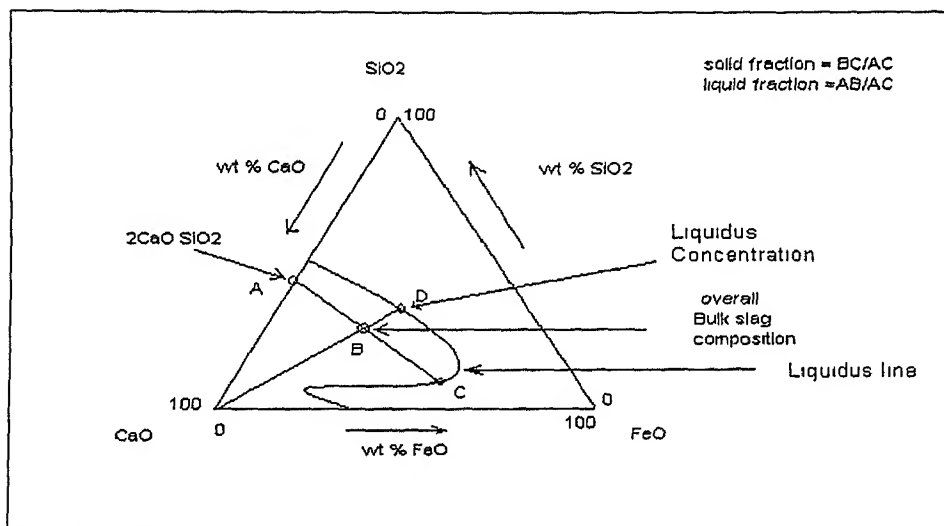 solid fraction = BC/AC
liquid fraction =AB/AC
SiO2
0 100
wt % CaO
wt % SiO2
2CaO SiO2
Liquidus
Concentration
A
D
overall
Bulk slag
composition
B
Liquidus line
C
100
0
CaO
0
wt % FeO
100
FeO